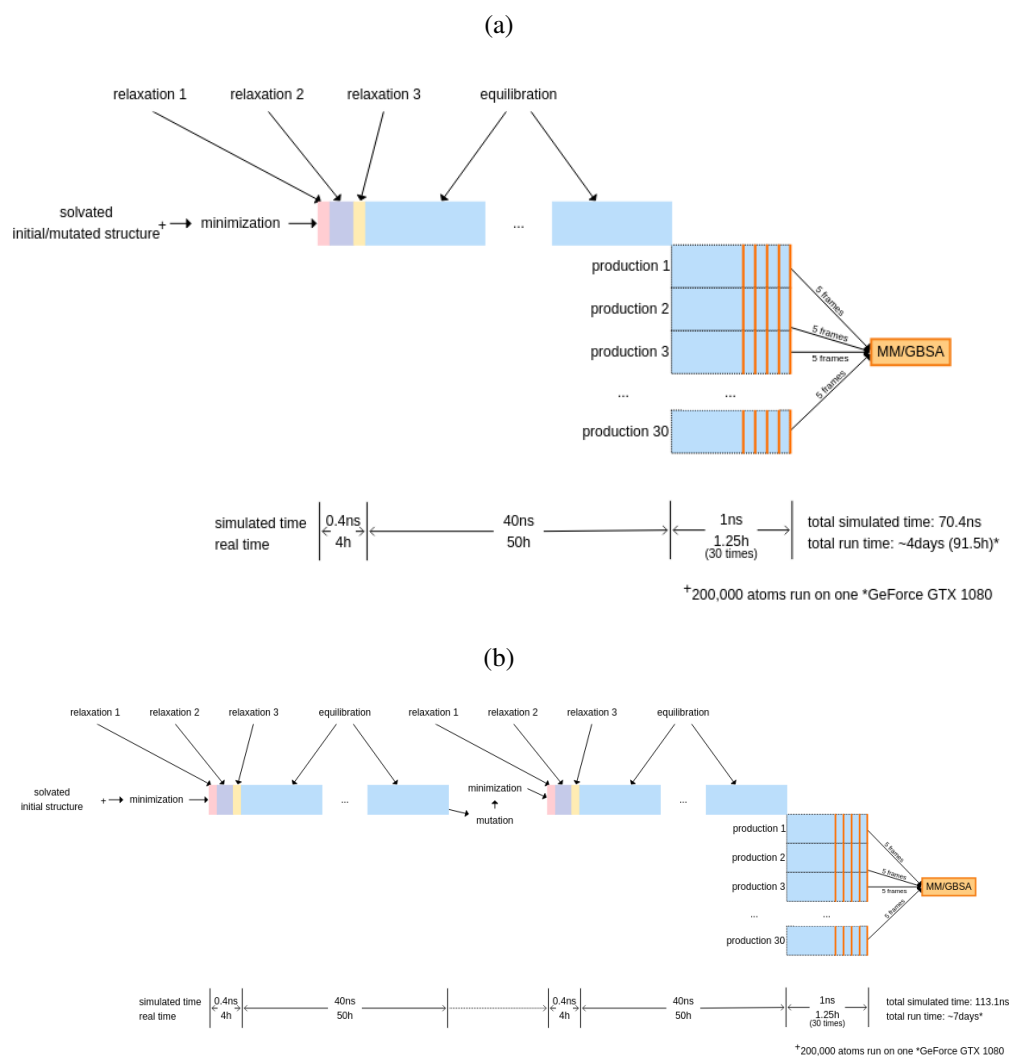 (a)
relaxation 1
relaxation 2
relaxation 3
equilibration
solvated
initial/mutated structure
+
minimization
...
production 1
production 2
production 3
...
...
production 30
5 frames
5 frames
5 frames
5 frames
MM/GBSA
simulated time
real time
0.4ns
4h
40ns
50h
1ns
1.25h
(30 times)
total simulated time: 70.4ns
total run time: ~4days (91.5h)*
+200,000 atoms run on one *GeForce GTX 1080
(b)
relaxation 1
relaxation 2
relaxation 3
equilibration
relaxation 1
relaxation 2
relaxation 3
equilibration
solvated
initial structure
+
minimization
...
minimization
mutation
...
production 1
production 2
production 3
...
...
production 30
5 frames
5 frames
5 frames
5 frames
MM/GBSA
simulated time
real time
0.4ns
4h
40ns
50h
0.4ns
4h
40ns
50h
1ns
1.25h
(30 times)
total simulated time: 113.1ns
total run time: ~7days*
+200,000 atoms run on one *GeForce GTX 1080